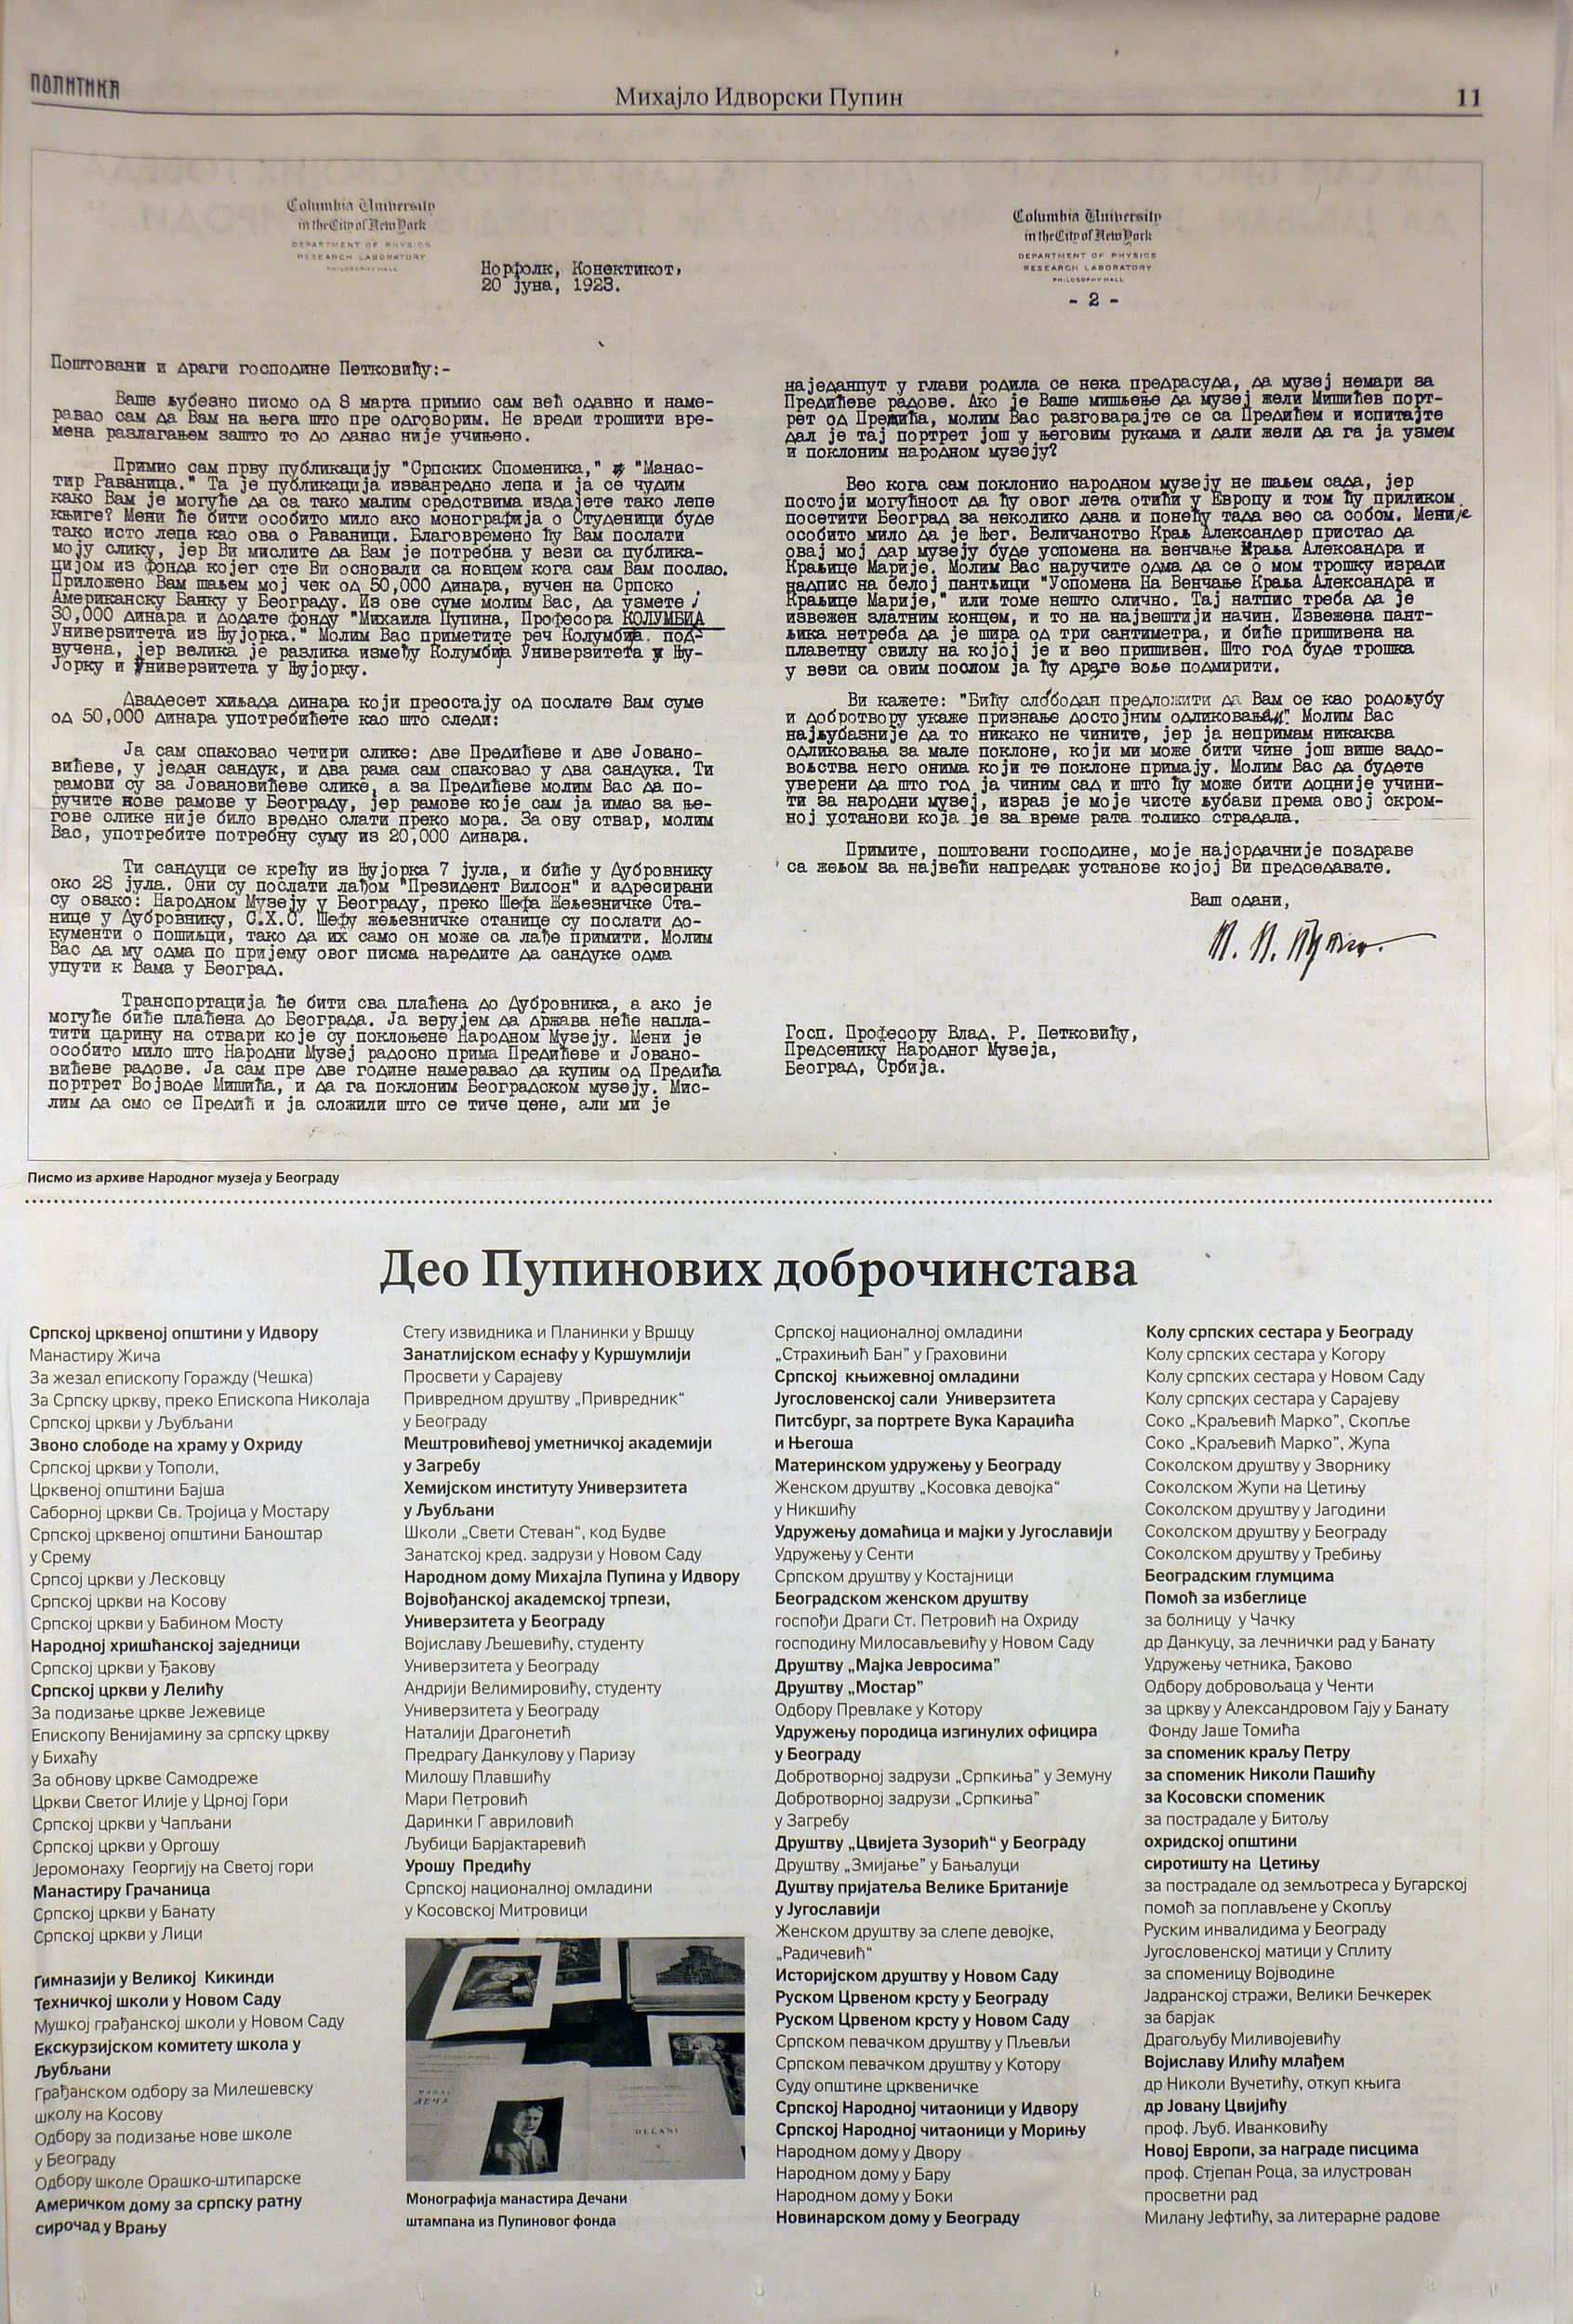 ПОЛИТИКА
Михајло Идворски Пупин
11
Columbia University
in the City of New York
DEPARTMENT OF PHYSICS
RESEARCH LABORATORY
PHILOSOPHY HALL
Норфолк, Конектикот,
20 јуна, 1923.
Поштовани и драги господине Петковићу:-
Ваше љубезно писмо од 8 марта примио сам већ одавно и наме-
равао сам да Вам на њега што пре одговорим. Не вреди трошити вре-
мена разлагањем зашто то до данас није учињено.
Примио сам прву публикацију "Српских Споменика," "Манас-
тир Раваница." Та је публикација изванредно лепа и ја се чудим
како Вам је могуће да са тако малим средствима издајете тако лепе
књиге? Мени ће бити особито мило ако монографија о Студеници буде
тако исто лепа као ова о Раваници. Благовремено ћу Вам послати
моју слику, јер Ви мислите да Вам је потребна у вези са публика-
цијом из фонда којег сте Ви основали са новцем кога сам Вам послао.
Приложено Вам шаљем мој чек од 50,000 динара, вучен на Српско
Американску Банку у Београду. Из ове суме молим Вас, да узмете
30,000 динара и додате фонду "Михаила Пупина, Професора КОЛУМБИА
Универзитета из Њујорка." Молим Вас приметите реч Колумбиа под-
вучена, јер велика је разлика између Колумбиа Универзитета у Њу-
Јорку и Универзитета у Њујорку.
Двадесет хиљада динара који преостају од послате Вам суме
од 50,000 динара употребићете као што следи:
Ја сам спаковао четири слике: две Предићеве и две Јовано-
вићеве, у један сандук, и два рама сам спаковао у два сандука. Ти
рамови су за Јовановићеве слике, а за Предићеве молим Вас да по-
ручите нове рамове у Београду, јер рамове које сам ја имао за ње-
гове слике није било вредно слати преко мора. За ову ствар, молим
Вас, употребите потребну суму из 20,000 динара.
Ти сандуци се крећу из Њујорка 7 јула, и биће у Дубровнику
око 28 јула. Они су послати лађом "Президент Вилсон" и адресирани
су овако: Народном Музеју у Београду, преко Шефа Жељезничке Ста-
нице у Дубровнику, С.Х.С. Шефу жељезничке станице су послати до-
кументи о пошиљци, тако да их само он може са лађе примити. Молим
Вас да му одма по пријему овог писма наредите да сандуке одма
упути к Вама у Београд.
Транспортација ће бити сва плаћена до Дубровника, а ако је
могуће биће плаћена до Београда. Ја верујем да држава неће напла-
тити царину на ствари које су поклоњене Народном Музеју. Мени је
особито мило што Народни Музеј радосно прима Предићеве и Јовано-
вићеве радове. Ја сам пре две године намеравао да купим од Предића
портрет Војводе Мишића, и да га поклоним Београдском музеју. Мис-
лим да смо се Предић и ја сложили што се тиче цене, али ми је
Columbia University
in the City of New York
DEPARTMENT OF PHYSICS
RESEARCH LABORATORY
PHILOSOPHY HALL
- 2 -
наједанпут у глави родила се нека предрасуда, да музеј немари за
Предићеве радове. Ако је Ваше мишљење да музеј жели Мишићев порт-
рет од Предића, молим Вас разговарајте се са Предићем и испитајте
дал је тај портрет још у његовим рукама и дали жели да га ја узмем
и поклоним народном музеју?
Вео кога сам поклонио народном музеју не шаљем сада, јер
постоји могућност да ћу овог лета отићи у Европу и том ћу приликом
посетити Београд за неколико дана и понећу тада вео са собом. Мени је
особито мило да је Њег. Величанство Краљ Александер пристао да
овај мој дар музеју буде успомена на венчање Краља Александра и
Краљице Марије. Молим Вас наручите одма да се о мом трошку изради
надпис на белој пантљици "Успомена На Венчање Краља Александра и
Краљице Марије," или томе нешто слично. Тај натпис треба да је
извежен златним концем, и то на највештији начин. Извежена пант-
љика нетреба да је шира од три сантиметра, и биће пришивена на
плаветну свилу на којој је и вео пришивен. Што год буде трошка
у вези са овим послом ја ћу драге воље подмирити.
Ви кажете: "Бићу слободан предложити да Вам се као родољубу
и добротвору укаже признање достојним одликовањем" Молим Вас
најљубазније да то никако не чините, јер ја непримам никаква
одликовања за мале поклоне, који ми може бити чине још више задо-
вољства него онима који те поклоне примају. Молим Вас да будете
уверени да што год ја чиним сад и што ћу може бити доцније учини-
ти за народни музеј, израз је моје чисте љубави према овој скром-
ној установи која је за време рата толико страдала.
Примите, поштовани господине, моје најсрдачније поздраве
са жељом за највећи напредак установе којој Ви председавате.
Ваш одани,
М. И. Пупин.
Госп. Професору Влад. Р. Петковићу,
Предсенику Народног Музеја,
Београд, Србија.
Писмо из архиве Народног музеја у Београду
Део Пупинових доброчинстава
Српској црквеној општини у Идвору
Манастиру Жича
За жезал епископу Горажду (Чешка)
За Српску цркву, преко Епископа Николаја
Српској цркви у Љубљани
Звоно слободе на храму у Охриду
Српској цркви у Тополи,
Црквеној општини Бајша
Саборној цркви Св. Тројица у Мостару
Српској црквеној општини Баноштар
у Срему
Српсој цркви у Лесковцу
Српској цркви на Косову
Српској цркви у Бабином Мосту
Народној хришћанској заједници
Српској цркви у Ђакову
Српској цркви у Лелићу
За подизање цркве Јежевице
Епископу Венијамину за српску цркву
у Бихаћу
За обнову цркве Самодреже
Цркви Светог Илије у Црној Гори
Српској цркви у Чапљани
Српској цркви у Оргошу
Јеромонаху Георгију на Светој гори
Манастиру Грачаница
Српској цркви у Банату
Српској цркви у Лици
Гимназији у Великој Кикинди
Техничкој школи у Новом Саду
Мушкој грађанској школи у Новом Саду
Екскурзијском комитету школа у
Љубљани
Грађанском одбору за Милешевску
школу на Косову
Одбору за подизање нове школе
у Београду
Одбору школе Орашко-штипарске
Америчком дому за српску ратну
сирочад у Врању
Стегу извидника и Планинки у Вршцу
Занатлијском еснафу у Куршумлији
Просвети у Сарајеву
Привредном друштву „Привредник“
у Београду
Мештровићевој уметничкој академији
у Загребу
Хемијском институту Универзитета
у Љубљани
Школи „Свети Стеван“, код Будве
Занатској кред. задрузи у Новом Саду
Народном дому Михајла Пупина у Идвору
Војвођанској академској трпези,
Универзитета у Београду
Војиславу Љешевићу, студенту
Универзитета у Београду
Андрији Велимировићу, студенту
Универзитета у Београду
Наталији Драгонетић
Предрагу Данкулову у Паризу
Милошу Плавшићу
Мари Петровић
Даринки Г авриловић
Љубици Барјактаревић
Урошу Предићу
Српској националној омладини
у Косовској Митровици
ДЕЧА
DEČANI
Монографија манастира Дечани
штампана из Пупиновог фонда
Српској националној омладини
„Страхињић Бан” у Граховини
Српској књижевној омладини
Југословенској сали Универзитета
Питсбург, за портрете Вука Караџића
и Његоша
Материнском удружењу у Београду
Женском друштву „Косовка девојка“
у Никшићу
Удружењу домаћица и мајки у Југославији
Удружењу у Сенти
Српском друштву у Костајници
Београдском женском друштву
госпођи Драги Ст. Петровић на Охриду
господину Милосављевићу у Новом Саду
Друштву „Мајка Јевросима”
Друштву „Мостар”
Одбору Превлаке у Котору
Удружењу породица изгинулих официра
у Београду
Добротворној задрузи „Српкиња” у Земуну
Добротворној задрузи „Српкиња”
у Загребу
Друштву „Цвијета Зузорић“ у Београду
Друштву „Змијање” у Бањалуци
Душтву пријатеља Велике Британије
у Југославији
Женском друштву за слепе девојке,
„Радичевић“
Историјском друштву у Новом Саду
Руском Црвеном крсту у Београду
Руском Црвеном крсту у Новом Саду
Српском певачком друштву у Пљевљи
Српском певачком друштву у Котору
Суду општине црквеничке
Српској Народној читаоници у Идвору
Српској Народној читаоници у Морињу
Народном дому у Двору
Народном дому у Бару
Народном дому у Боки
Новинарском дому у Београду
Колу српских сестара у Београду
Колу српских сестара у Когору
Колу српских сестара у Новом Саду
Колу српских сестара у Сарајеву
Соко „Краљевић Марко”, Скопље
Соко „Краљевић Марко”, Жупа
Соколском друштву у Зворнику
Соколском Жупи на Цетињу
Соколском друштву у Јагодини
Соколском друштву у Београду
Соколском друштву у Требињу
Београдским глумцима
Помоћ за избеглице
за болницу у Чачку
др Данкуцу, за лечнички рад у Банату
Удружењу четника, Ђаково
Одбору добровољаца у Ченти
за цркву у Александровом Гају у Банату
Фонду Јаше Томића
за споменик краљу Петру
за споменик Николи Пашићу
за Косовски споменик
за пострадале у Битољу
охридској општини
сиротишту на Цетињу
за пострадале од земљотреса у Бугарској
помоћ за поплављене у Скопљу
Руским инвалидима у Београду
Југословенској матици у Сплиту
за споменицу Војводине
Јадранској стражи, Велики Бечкерек
за барјак
Драгољубу Миливојевићу
Војиславу Илићу млађем
др Николи Вучетићу, откуп књига
др Јовану Цвијићу
проф. Љуб. Иванковићу
Новој Европи, за награде писцима
проф. Стјепан Роца, за илустрован
просветни рад
Милану Јефтићу, за литерарне радове